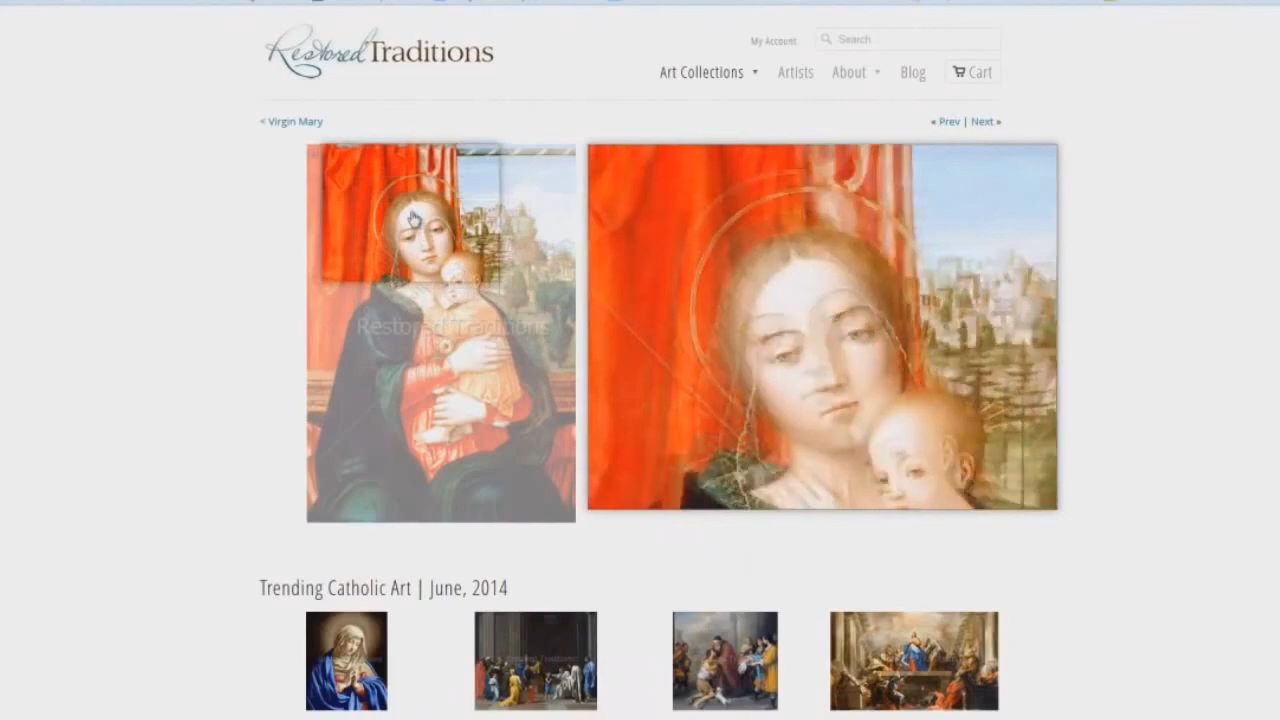 Restored Traditions
My Account
Search
Art Collections
Artists
About
Blog
Cart
< Virgin Mary
« Prev | Next »
Restored Traditions
Trending Catholic Art | June, 2014